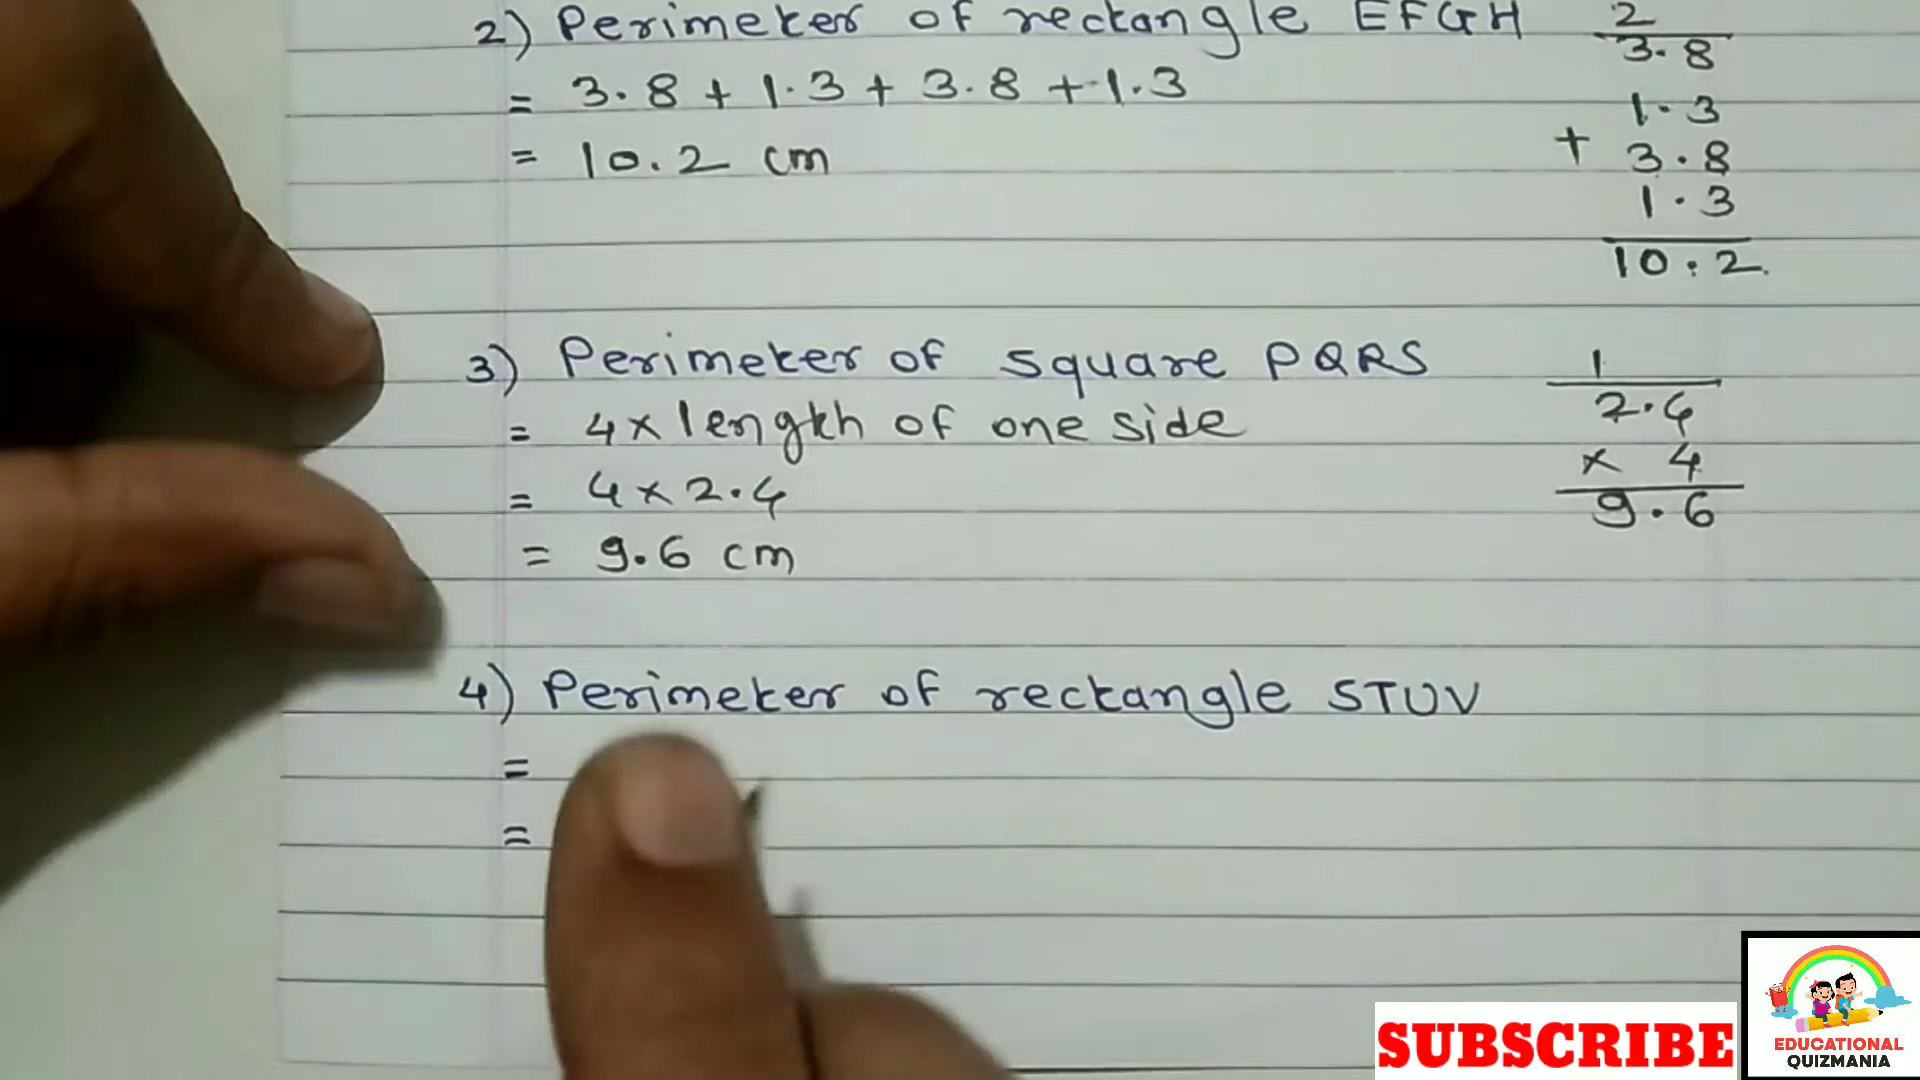 2) Perimeter of rectangle EFGH
= 3.8 + 1.3 + 3.8 + 1.3
= 10.2 cm
2
3.8
1.3
+ 3.8
1.3
10.2
3) Perimeter of square PQRS
= 4 × length of one side
= 4 × 2.4
= 9.6 cm
1
2.4
× 4
9.6
4) Perimeter of rectangle STUV
=
=
SUBSCRIBE
EDUCATIONAL
QUIZMANIA